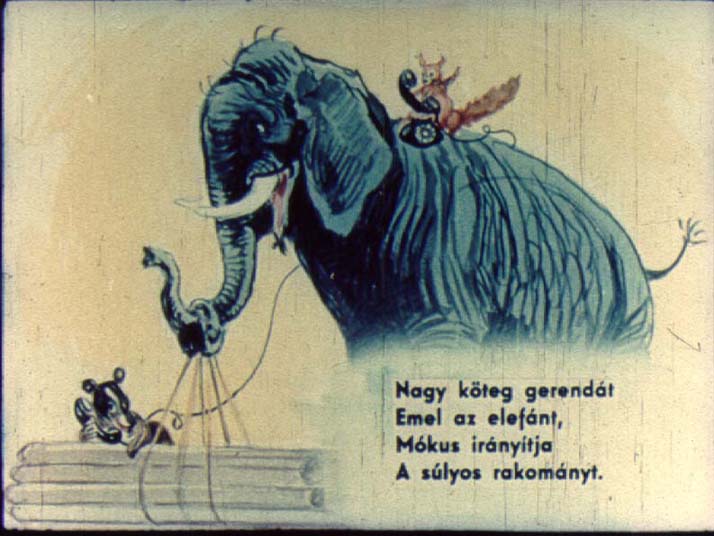 Nagy köteg gerendát
Emel az elefánt,
Mókus irányítja
A súlyos rakományt.